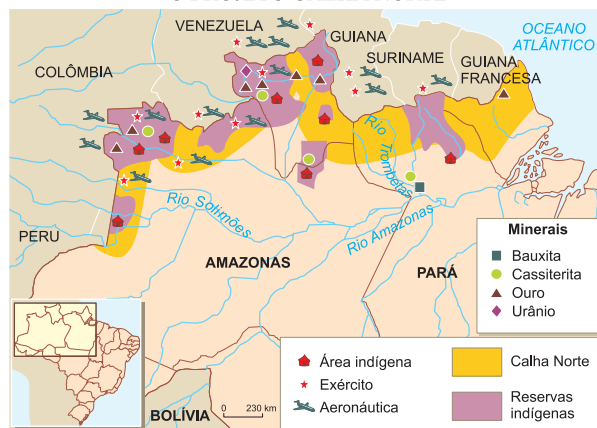 VENEZUELA
GUIANA
OCEANO
ATLÂNTICO
COLÔMBIA
SURINAME
GUIANA
FRANCESA
Rio
Trombetas
Rio Solimões
Rio Amazonas
PERU
AMAZONAS
PARÁ
BOLÍVIA
0 230 km
Minerais
Bauxita
Cassiterita
Ouro
Urânio
Área indígena
Exército
Aeronáutica
Calha Norte
Reservas
indígenas